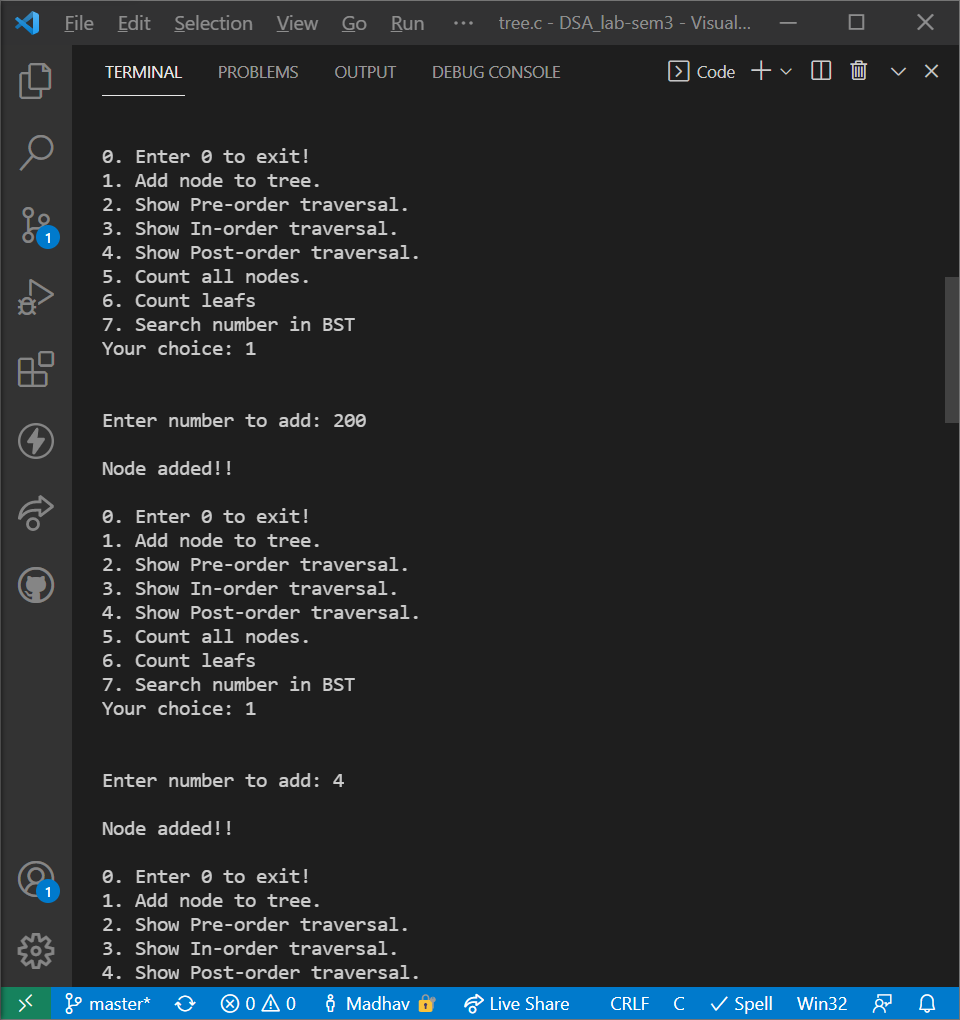 File Edit Selection View Go Run ··· tree.c - DSA_lab-sem3 - Visual...
TERMINAL PROBLEMS OUTPUT DEBUG CONSOLE Code
0. Enter 0 to exit!
1. Add node to tree.
2. Show Pre-order traversal.
3. Show In-order traversal.
4. Show Post-order traversal.
5. Count all nodes.
6. Count leafs
7. Search number in BST
Your choice: 1
Enter number to add: 200
Node added!!
0. Enter 0 to exit!
1. Add node to tree.
2. Show Pre-order traversal.
3. Show In-order traversal.
4. Show Post-order traversal.
5. Count all nodes.
6. Count leafs
7. Search number in BST
Your choice: 1
Enter number to add: 4
Node added!!
0. Enter 0 to exit!
1. Add node to tree.
2. Show Pre-order traversal.
3. Show In-order traversal.
4. Show Post-order traversal.
1
1
master* 0 0 Madhav Live Share CRLF C Spell Win32